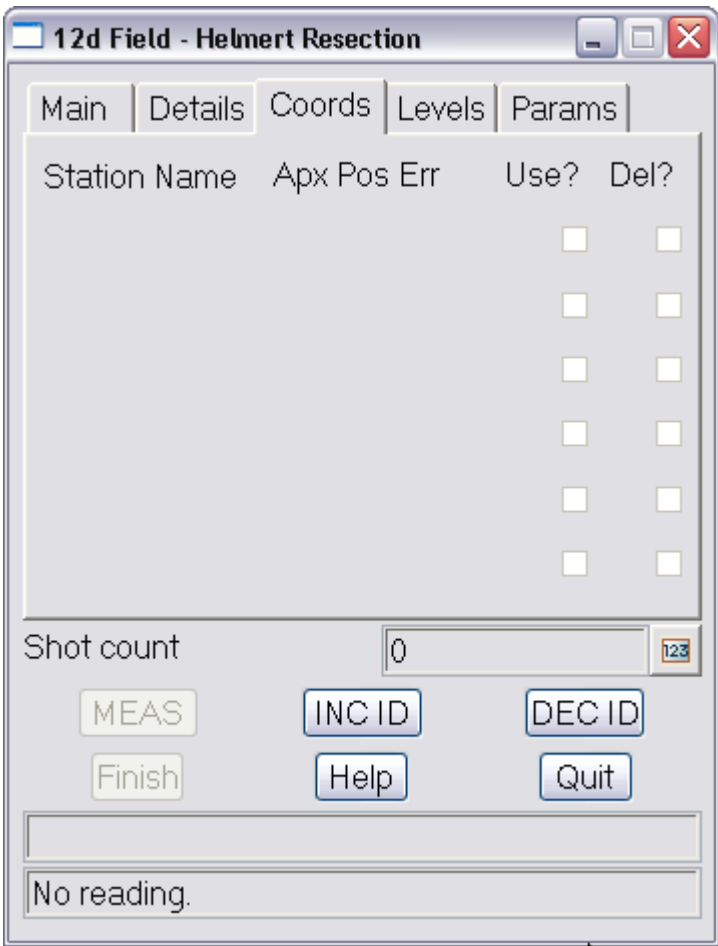 12d Field - Helmert Resection
Main Details Coords Levels Params
Station Name Apx Pos Err Use? Del?
Shot count 0 123
MEAS INC ID DEC ID
Finish Help Quit
No reading.